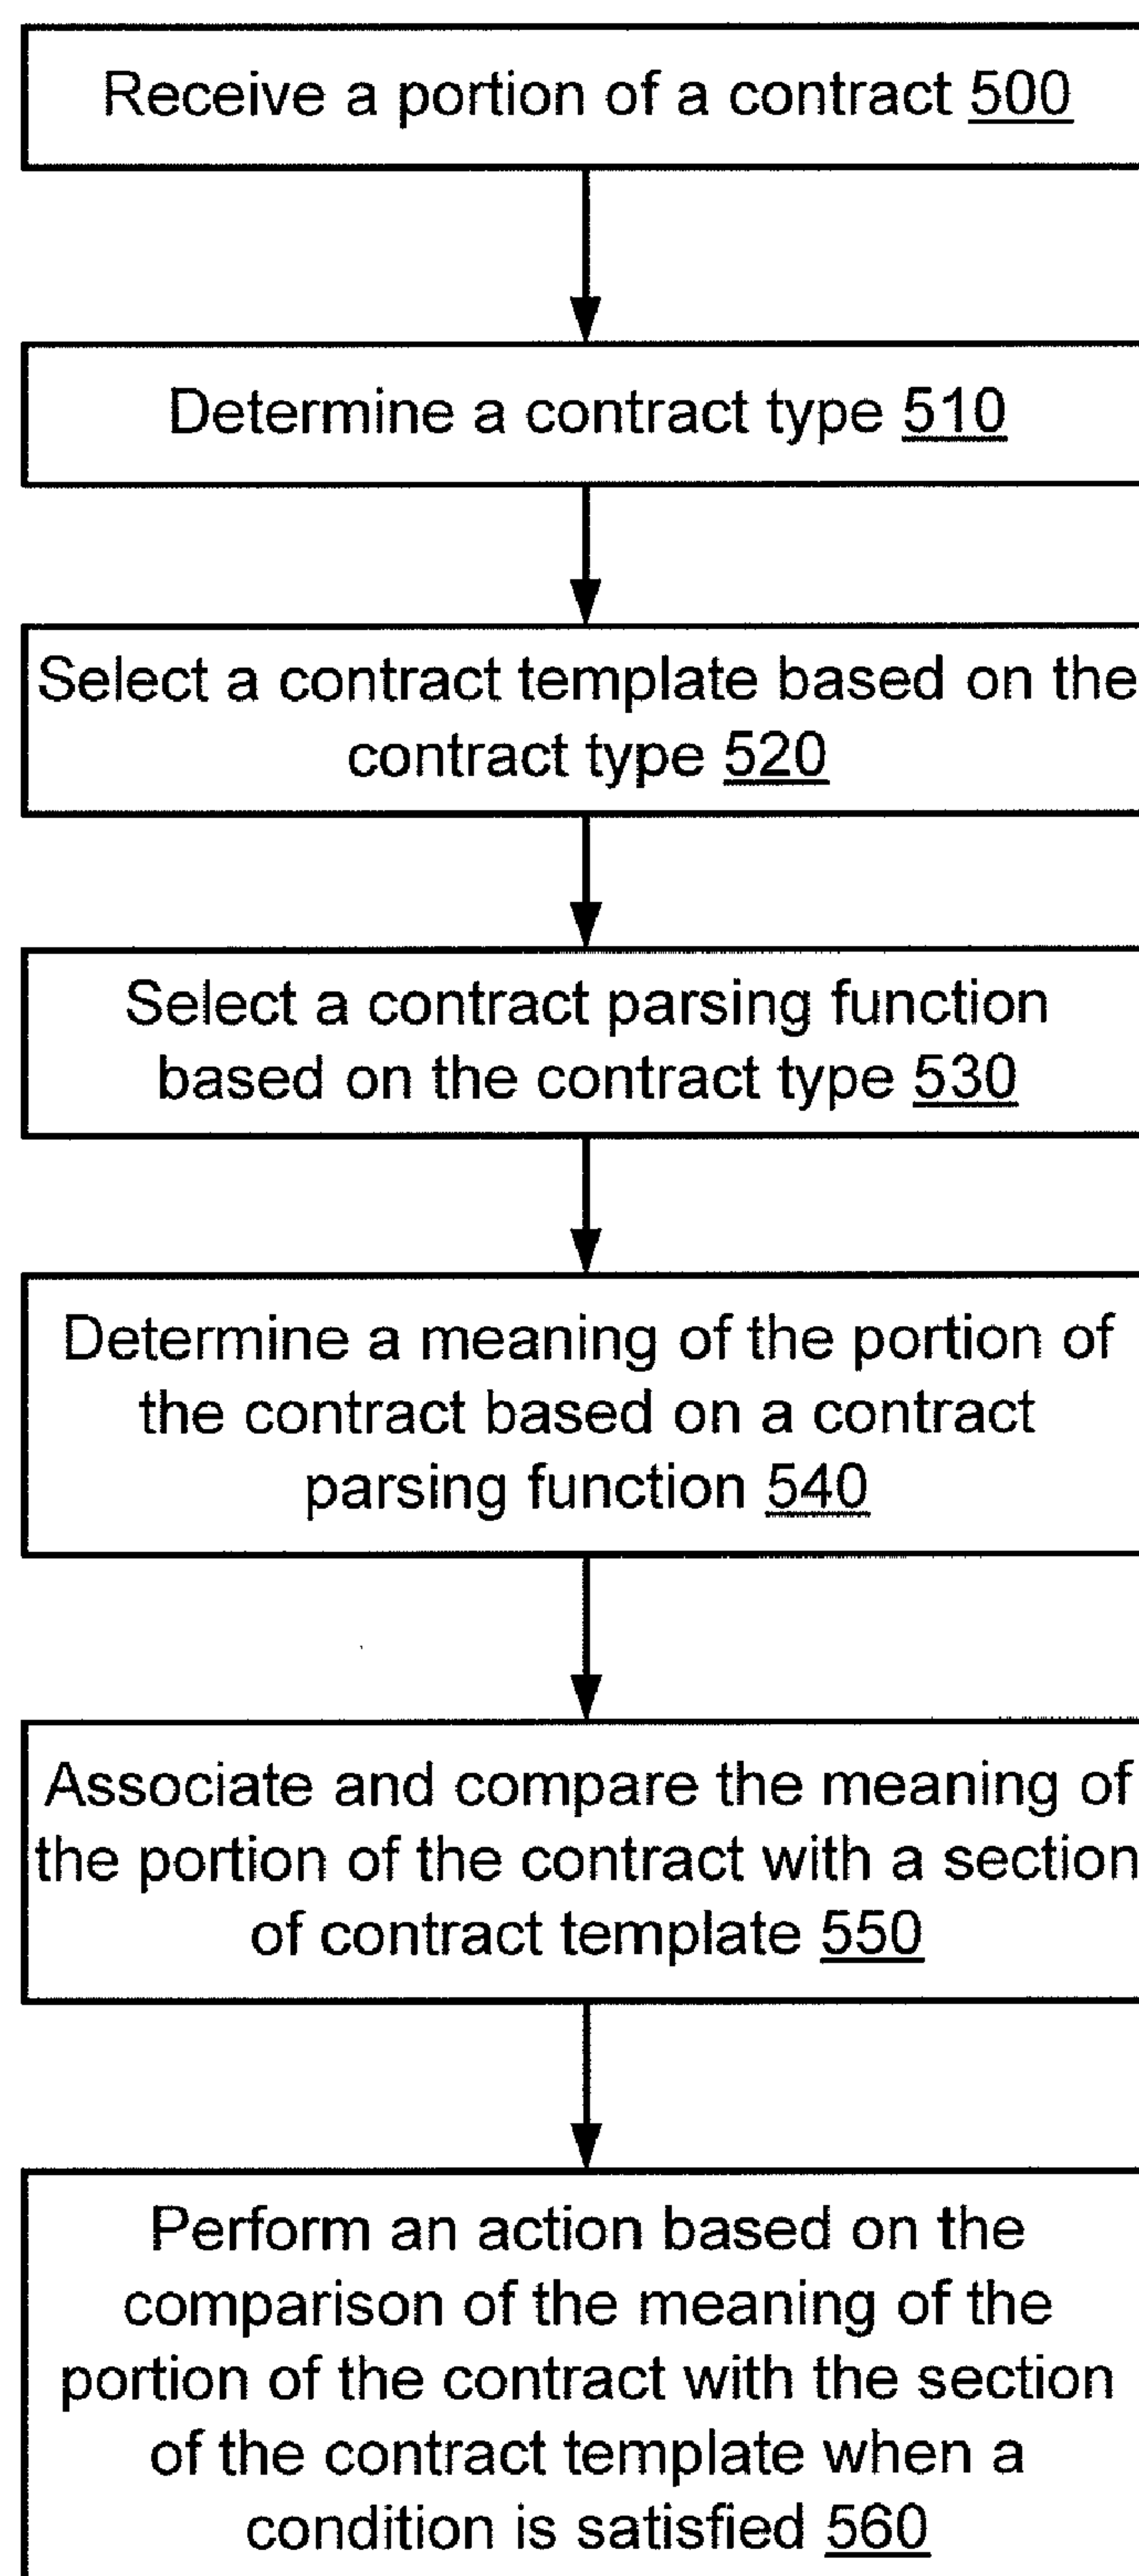 Receive a portion of a contract 500
Determine a contract type 510
Select a contract template based on the
contract type 520
Select a contract parsing function
based on the contract type 530
Determine a meaning of the portion of
the contract based on a contract
parsing function 540
Associate and compare the meaning of
the portion of the contract with a section
of contract template 550
Perform an action based on the
comparison of the meaning of the
portion of the contract with the section
of the contract template when a
condition is satisfied 560